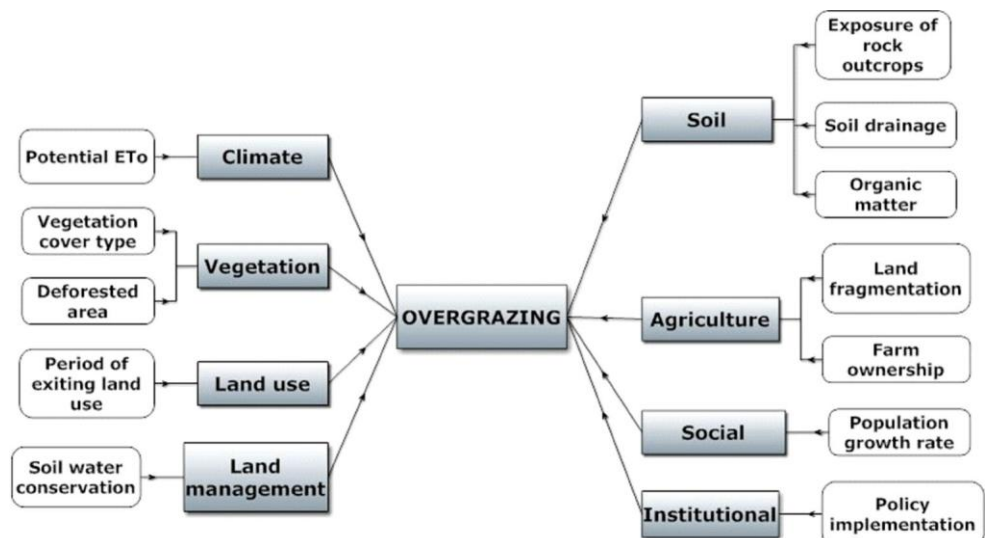 Potential ETo
Climate
Vegetation
cover type
Deforested
area
Vegetation
Period of
exiting land
use
Land use
Soil water
conservation
Land
management
OVERGRAZING
Soil
Exposure of
rock
outcrops
Soil drainage
Organic
matter
Agriculture
Land
fragmentation
Farm
ownership
Social
Population
growth rate
Institutional
Policy
implementation